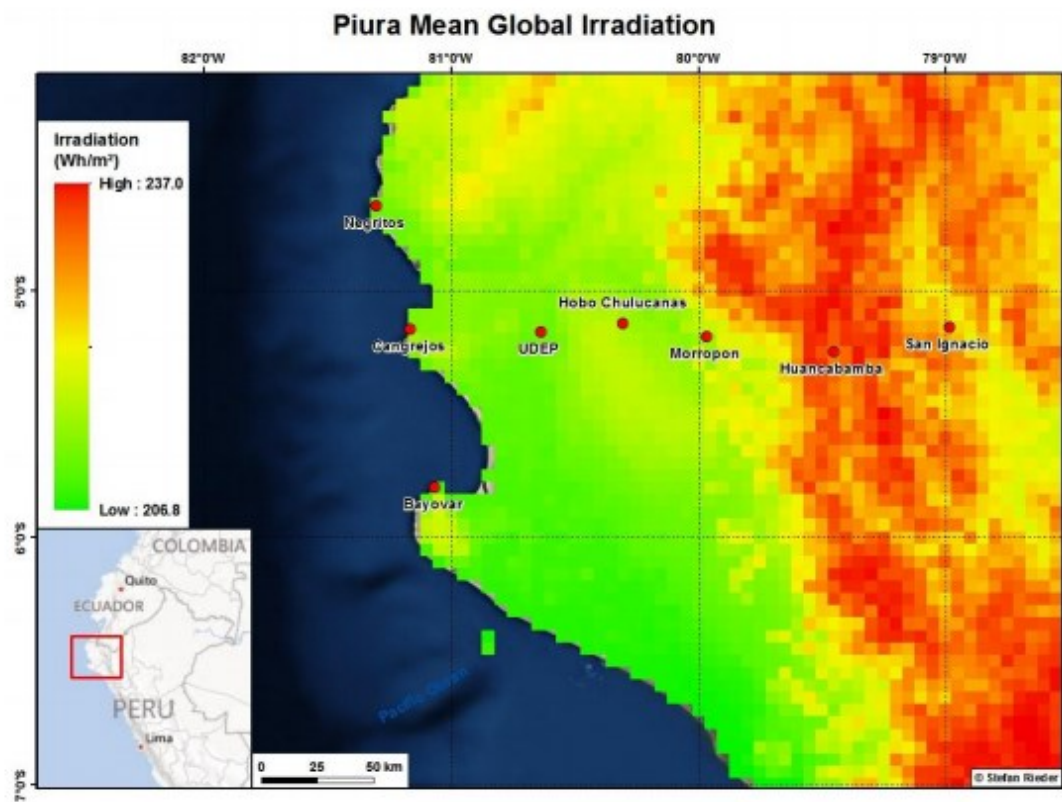 Piura Mean Global Irradiation
82°0'W
81°0'W
80°0'W
79°0'W
Irradiation
(Wh/m²)
High : 237.0
Low : 206.8
5°0'S
6°0'S
7°0'S
Negritos
Cangrejos
UDEP
Hobo Chulucanas
Morropon
Huancabamba
San Ignacio
Bayovar
Pacific Ocean
COLOMBIA
Quito
ECUADOR
PERU
Lima
0 25 50 km
© Stefan Rieder